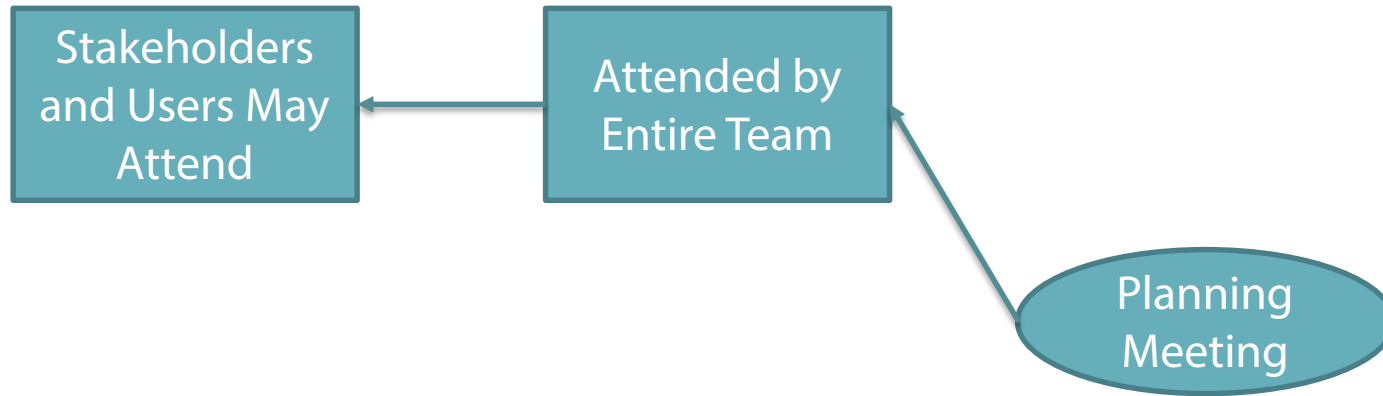 Stakeholders
and Users May
Attend
Attended by
Entire Team
Planning
Meeting